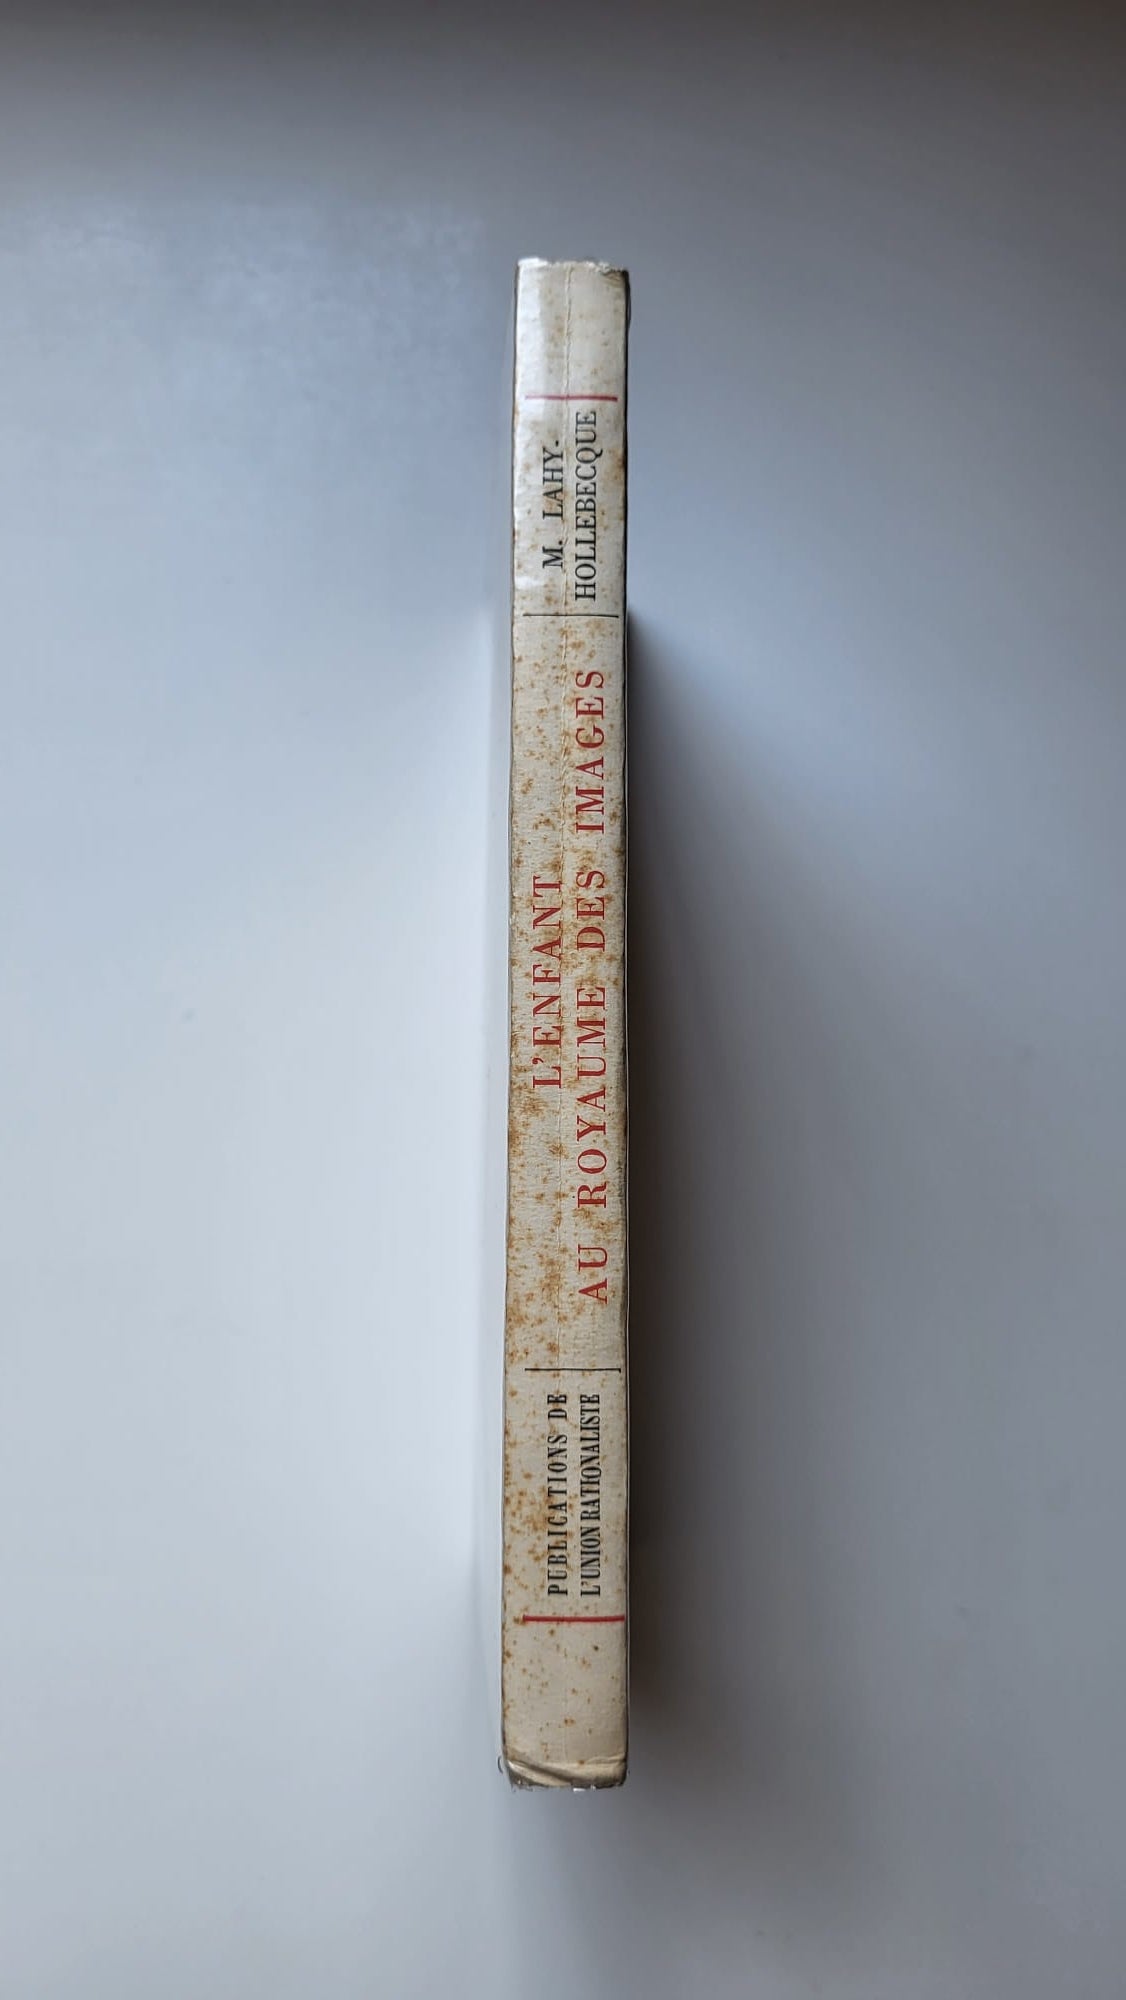 M. LAHY-
HOLLEBECQUE
L'ENFANT
AU ROYAUME DES IMAGES
PUBLICATIONS DE
L'UNION RATIONALISTE